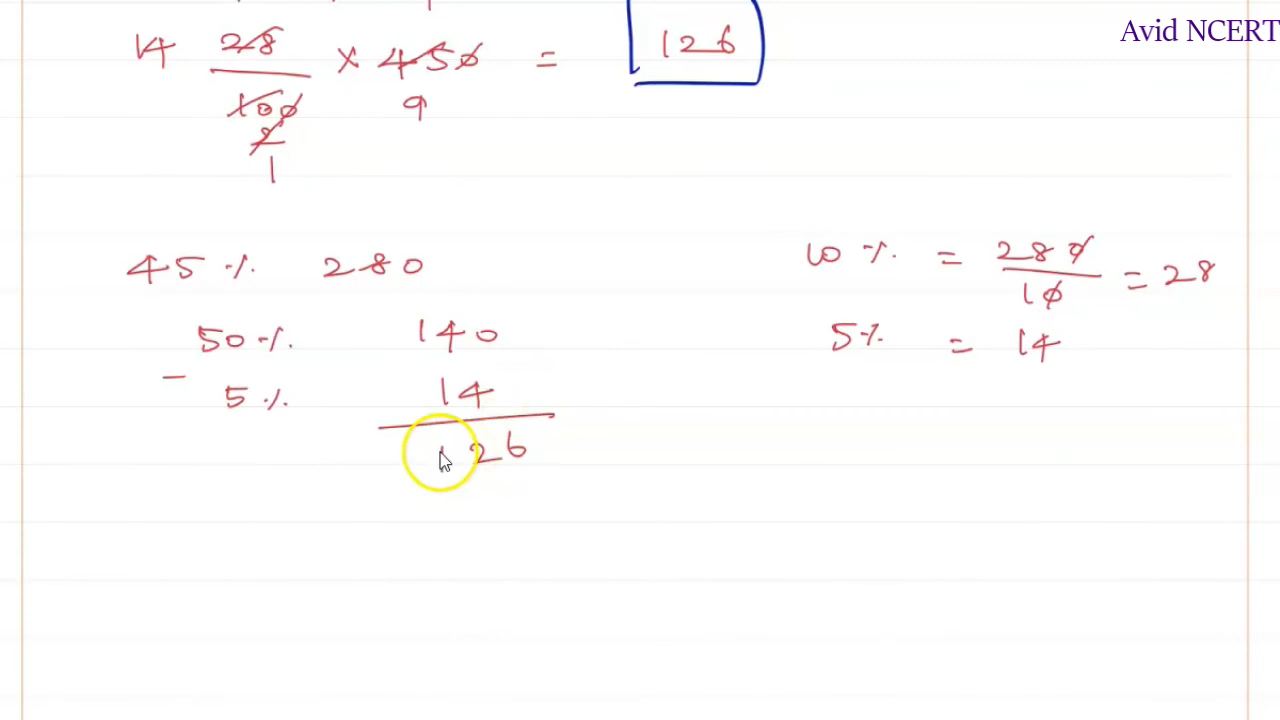 Avid NCERT
14 28/100 × 450 = 126
2 9
1
45 % 280
50 % 140
- 5 % 14
126
10 % = 280/10 = 28
5 % = 14